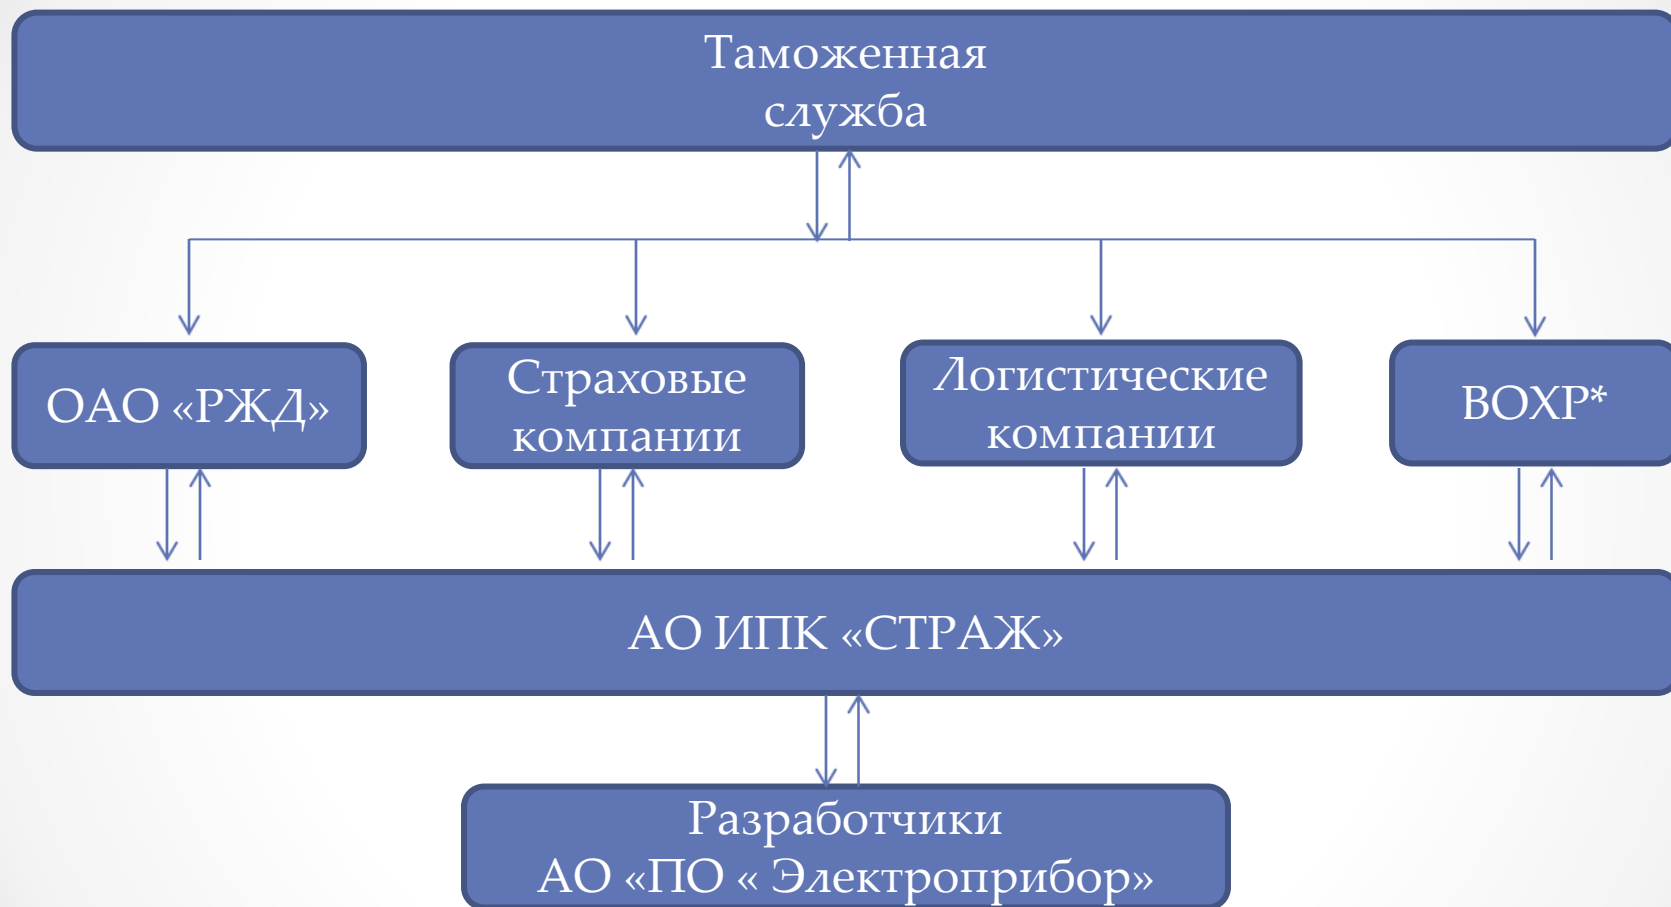 Таможенная
служба
ОАО «РЖД»
Страховые
компании
Логистические
компании
ВОХР*
АО ИПК «СТРАЖ»
Разработчики
АО «ПО « Электроприбор»